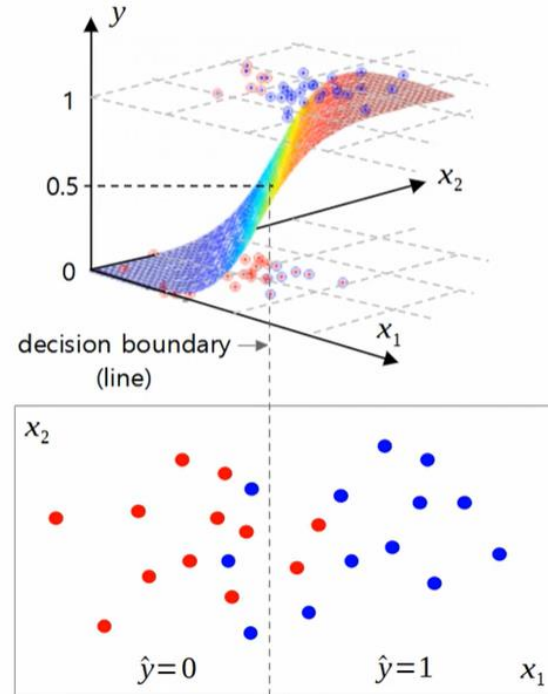 y
1
0.5
x₂
0
x₁
decision boundary
(line)
x₂
ŷ=0
ŷ=1
x₁